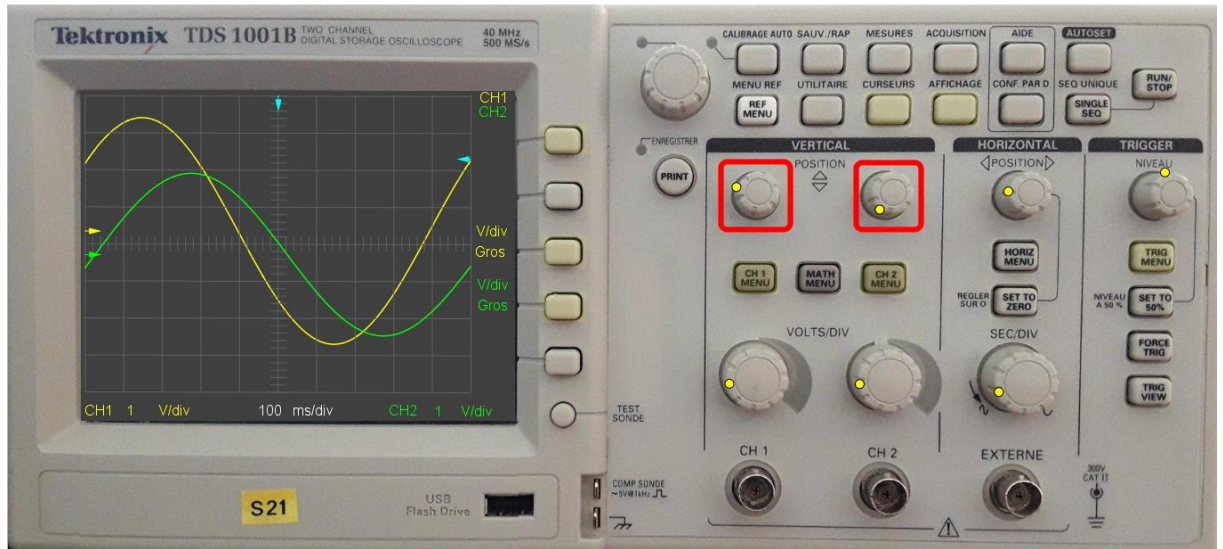 Tektronix TDS 1001B TWO CHANNEL DIGITAL STORAGE OSCILLOSCOPE 40 MHz 500 MS/s
CH1
CH2
V/div
Gros
V/div
Gros
CH1 1 V/div 100 ms/div CH2 1 V/div
S21
USB
Flash Drive
CALIBRAGE AUTO SAUV./RAP MESURES ACQUISITION AIDE AUTOSET
MENU REF UTILITAIRE CURSEURS AFFICHAGE CONF. PAR D. SEQ UNIQUE RUN/STOP
REF MENU
SINGLE SEQ
ENREGISTRER
PRINT
VERTICAL HORIZONTAL TRIGGER
POSITION POSITION NIVEAU
CH 1 MENU MATH MENU CH 2 MENU HORIZ MENU TRIG MENU
REGLER SUR 0 SET TO ZERO NIVEAU A 50 % SET TO 50%
VOLTS/DIV SEC/DIV
FORCE TRIG
TRIG VIEW
TEST SONDE
CH 1 CH 2 EXTERNE
COMP SONDE
~5V@1kHz
300V
CAT II